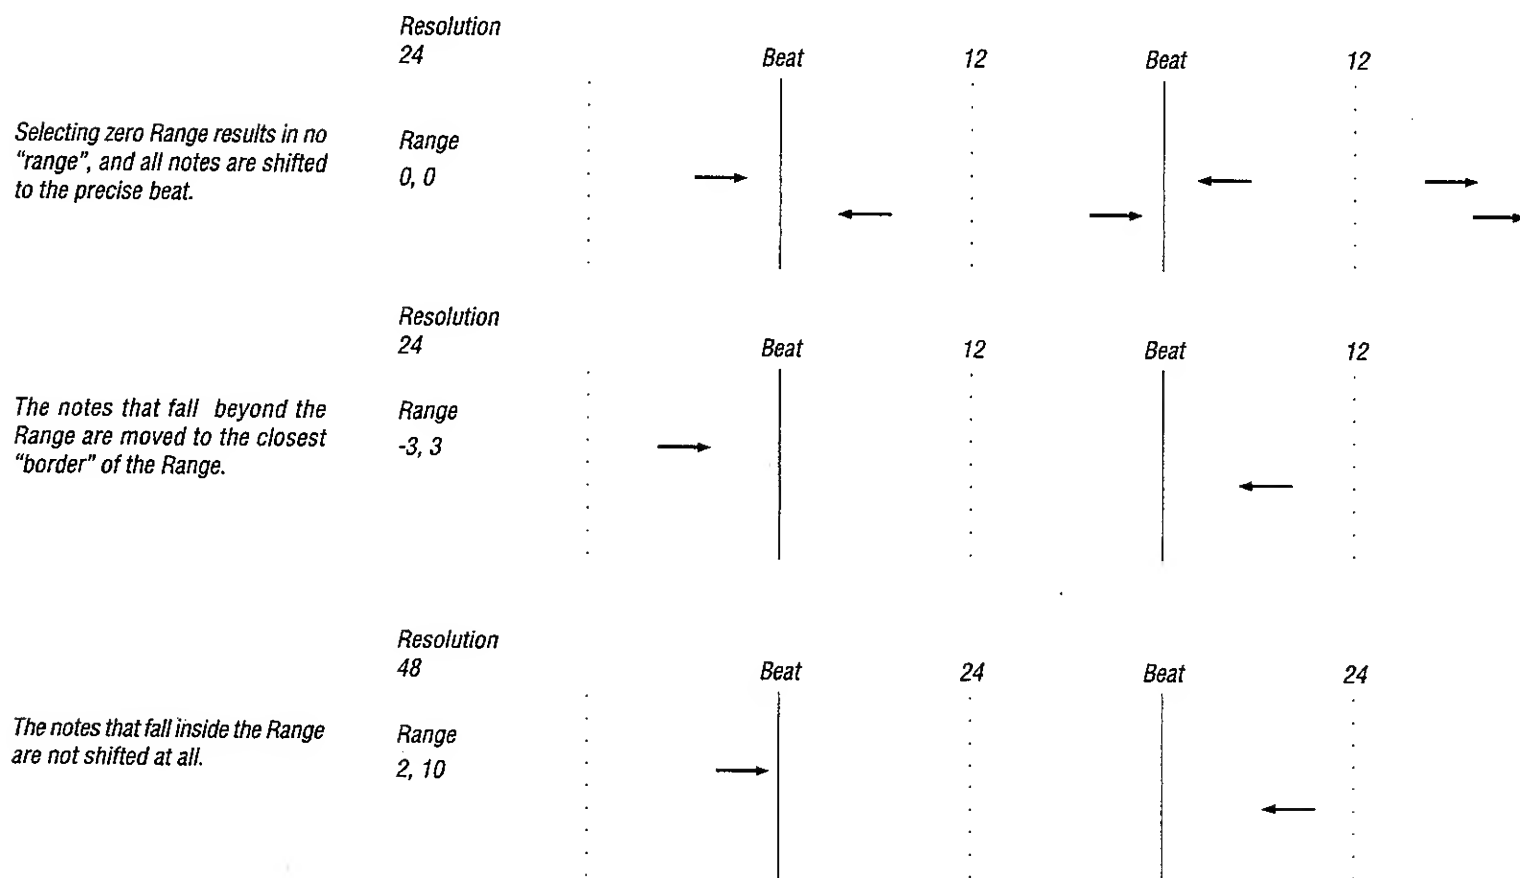 Resolution
24
Beat 12 Beat 12
Selecting zero Range results in no
“range”, and all notes are shifted
to the precise beat.
Range
0, 0
Resolution
24
Beat 12 Beat 12
The notes that fall beyond the
Range are moved to the closest
“border” of the Range.
Range
-3, 3
Resolution
48
Beat 24 Beat 24
The notes that fall inside the Range
are not shifted at all.
Range
2, 10